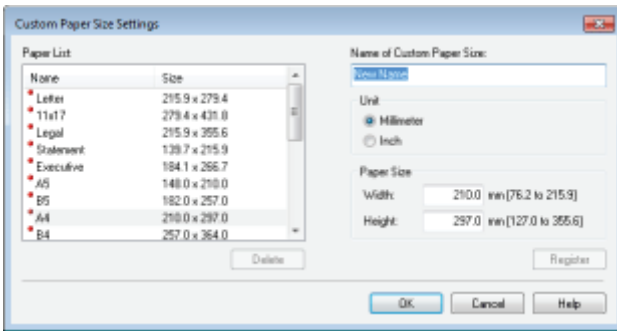 Custom Paper Size Settings
Paper List
Name Size
Letter 215.9 x 279.4
11x17 279.4 x 431.8
Legal 215.9 x 355.6
Statement 139.7 x 215.9
Executive 184.1 x 266.7
A5 148.0 x 210.0
B5 182.0 x 257.0
A4 210.0 x 297.0
B4 257.0 x 364.0
Delete
Name of Custom Paper Size:
New Name
Unit
Millimeter
Inch
Paper Size
Width: 210.0 mm [76.2 to 215.9]
Height: 297.0 mm [127.0 to 355.6]
Register
OK Cancel Help